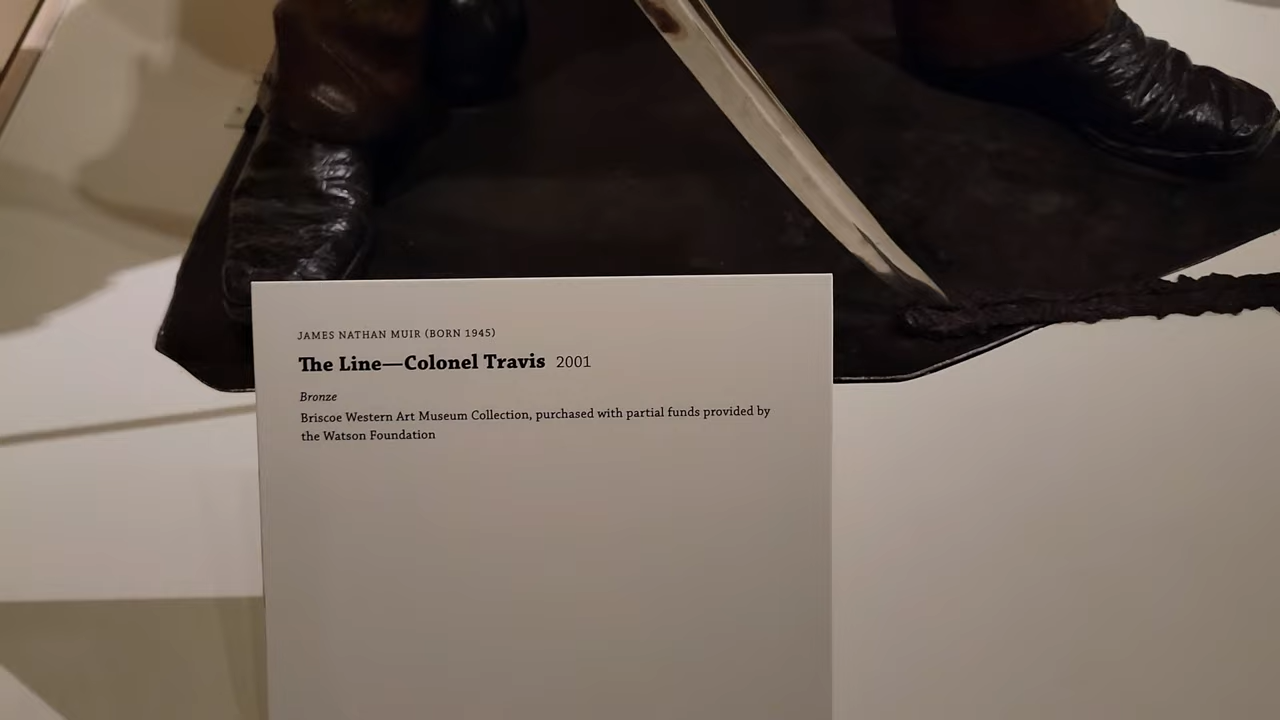 JAMES NATHAN MUIR (BORN 1945)
The Line—Colonel Travis 2001
Bronze
Briscoe Western Art Museum Collection, purchased with partial funds provided by
the Watson Foundation